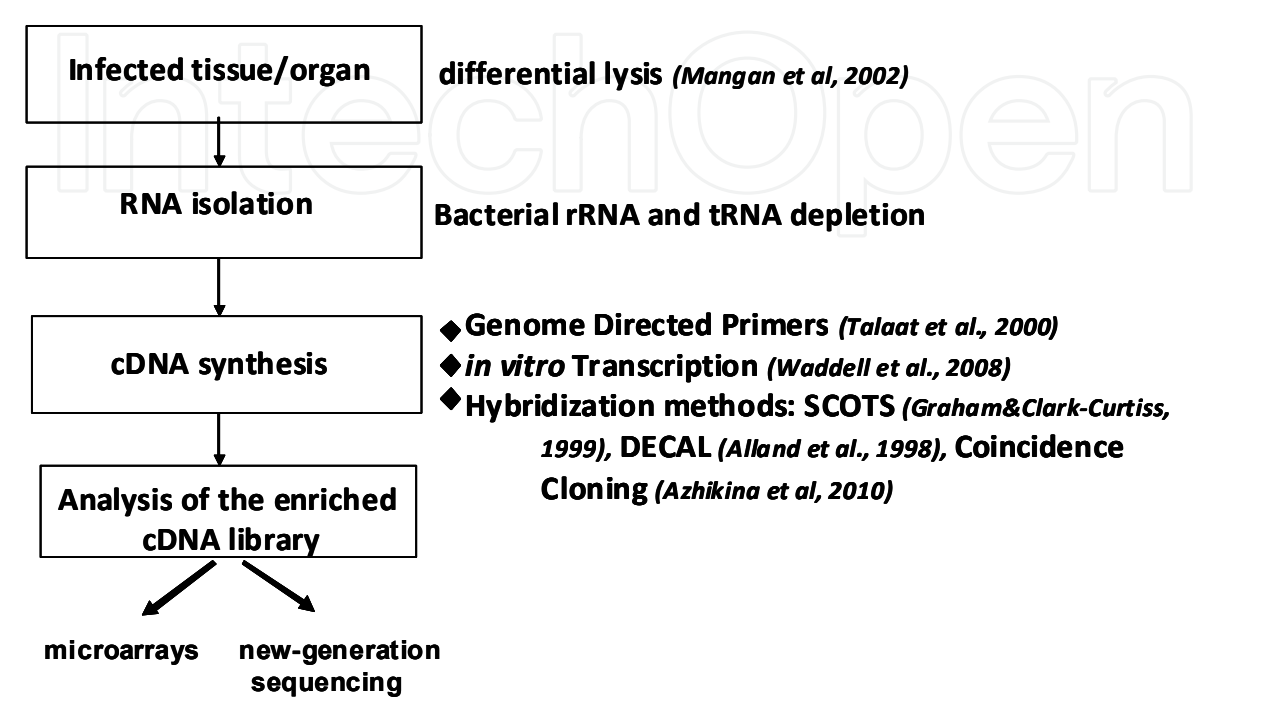 IntechOpen
Infected tissue/organ
differential lysis (Mangan et al, 2002)
RNA isolation
Bacterial rRNA and tRNA depletion
cDNA synthesis
◆Genome Directed Primers (Talaat et al., 2000)
◆in vitro Transcription (Waddell et al., 2008)
◆Hybridization methods: SCOTS (Graham&Clark-Curtiss,
1999), DECAL (Alland et al., 1998), Coincidence
Cloning (Azhikina et al, 2010)
Analysis of the enriched
cDNA library
microarrays
new-generation
sequencing